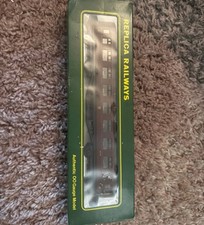 REPLICA RAILWAYS
Authentic OO Gauge Model